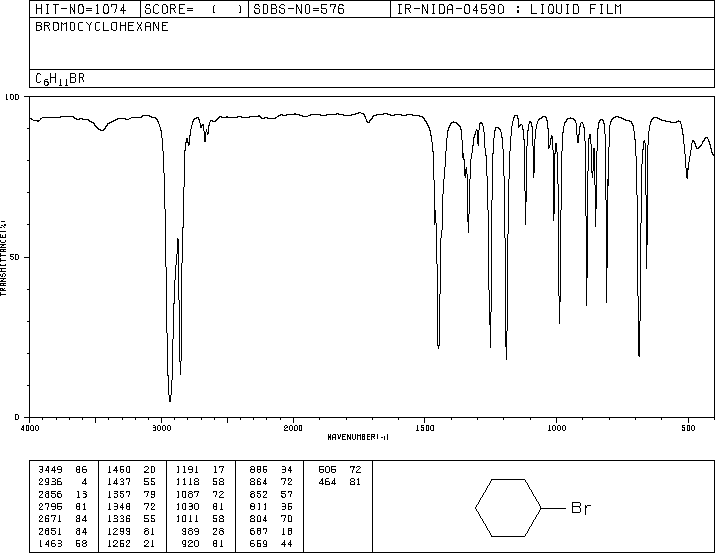 HIT-NO=1074 SCORE= ( ) SDBS-NO=576 IR-NIDA-04590 : LIQUID FILM
BROMOCYCLOHEXANE
C6H11BR
100
50
0
TRANSMITTANCE(%)
4000 3000 2000 1500 1000 500
WAVENUMBER(-1)
3449 86 1450 20 1191 17 886 34 505 72
2936 4 1437 55 1118 58 864 72 464 81
2856 13 1357 79 1087 72 852 57
2796 81 1348 72 1030 81 811 36
2671 84 1336 55 1011 58 804 70
2651 84 1299 81 989 28 687 18
1463 58 1252 21 920 81 659 44
Br